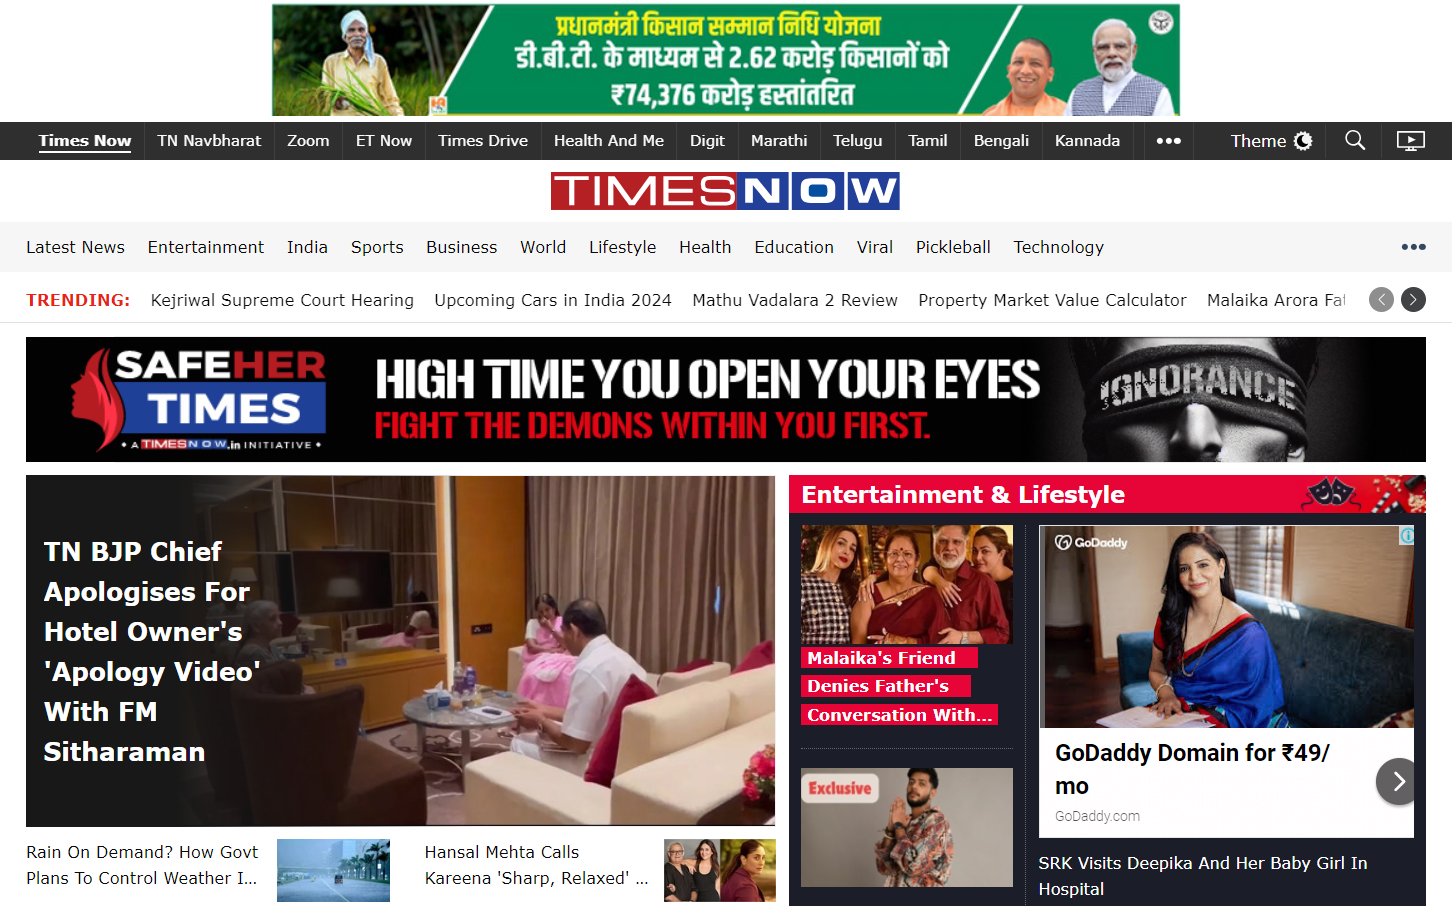 प्रधानमंत्री किसान सम्मान निधि योजना
डी.बी.टी. के माध्यम से 2.62 करोड़ किसानों को
₹74,376 करोड़ हस्तांतरित
Times Now TN Navbharat Zoom ET Now Times Drive Health And Me Digit Marathi Telugu Tamil Bengali Kannada ••• Theme
TIMES NOW
Latest News Entertainment India Sports Business World Lifestyle Health Education Viral Pickleball Technology •••
TRENDING: Kejriwal Supreme Court Hearing Upcoming Cars in India 2024 Mathu Vadalara 2 Review Property Market Value Calculator Malaika Arora Fat
SAFEHER
TIMES
• A TIMES NOW.in INITIATIVE •
HIGH TIME YOU OPEN YOUR EYES
FIGHT THE DEMONS WITHIN YOU FIRST.
IGNORANCE
TN BJP Chief
Apologises For
Hotel Owner's
'Apology Video'
With FM
Sitharaman
Rain On Demand? How Govt
Plans To Control Weather I...
Hansal Mehta Calls
Kareena 'Sharp, Relaxed' ...
Entertainment & Lifestyle
Malaika's Friend
Denies Father's
Conversation With...
Exclusive
GoDaddy
GoDaddy Domain for ₹49/
mo
GoDaddy.com
SRK Visits Deepika And Her Baby Girl In
Hospital